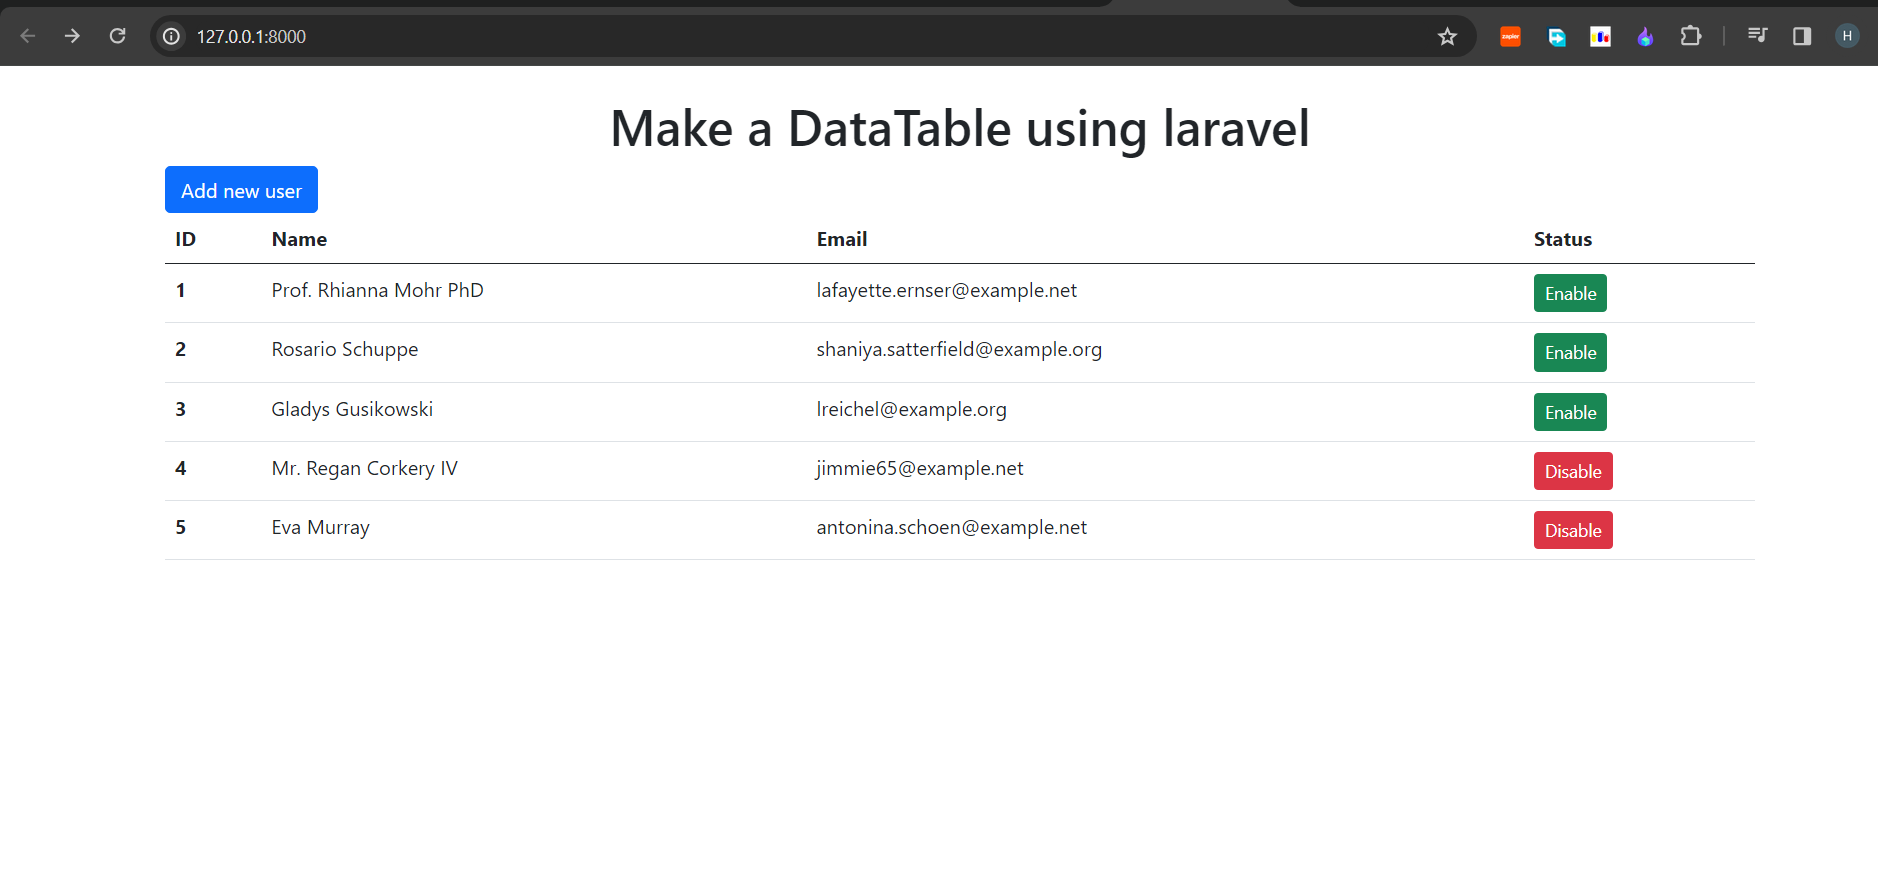 127.0.0.1:8000
zapier
H
Make a DataTable using laravel
Add new user
ID Name Email Status
1 Prof. Rhianna Mohr PhD lafayette.ernser@example.net Enable
2 Rosario Schuppe shaniya.satterfield@example.org Enable
3 Gladys Gusikowski lreichel@example.org Enable
4 Mr. Regan Corkery IV jimmie65@example.net Disable
5 Eva Murray antonina.schoen@example.net Disable